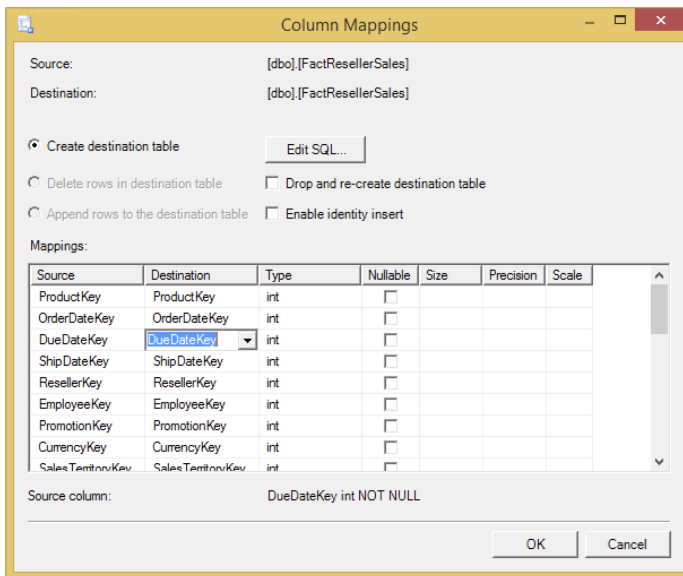 Column Mappings
Source: [dbo].[FactResellerSales]
Destination: [dbo].[FactResellerSales]
Create destination table Edit SQL...
Delete rows in destination table Drop and re-create destination table
Append rows to the destination table Enable identity insert
Mappings:
Source Destination Type Nullable Size Precision Scale
ProductKey ProductKey int
OrderDateKey OrderDateKey int
DueDateKey DueDateKey int
ShipDateKey ShipDateKey int
ResellerKey ResellerKey int
EmployeeKey EmployeeKey int
PromotionKey PromotionKey int
CurrencyKey CurrencyKey int
SalesTerritoryKey SalesTerritoryKey int
Source column: DueDateKey int NOT NULL
OK Cancel